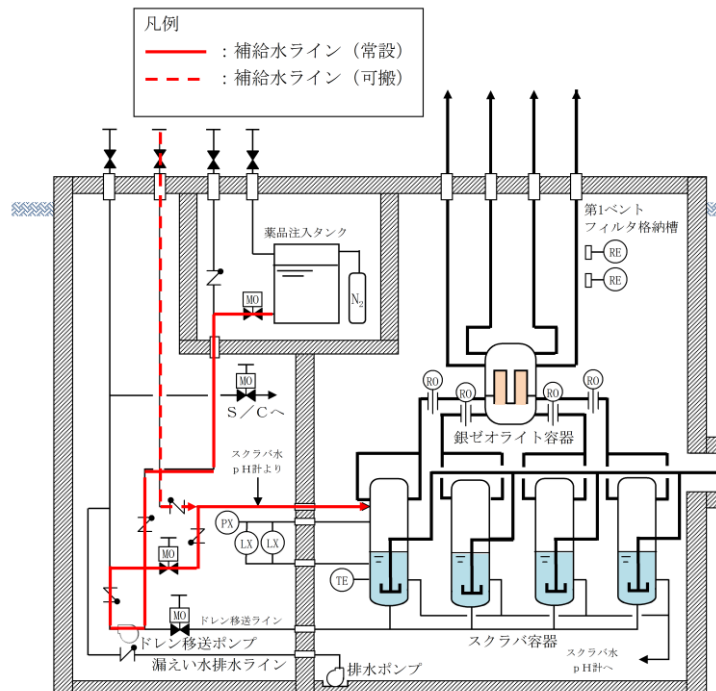 凡例
：補給水ライン（常設）
：補給水ライン（可搬）
第1ベント
フィルタ格納槽
RE
RE
薬品注入タンク
N₂
MO
MO
S／Cへ
RO
RO
RO
RO
銀ゼオライト容器
スクラバ水
pH計より
PX
LX
LX
MO
TE
MO
ドレン移送ライン
ドレン移送ポンプ
漏えい水排水ライン
排水ポンプ
スクラバ容器
スクラバ水
pH計へ